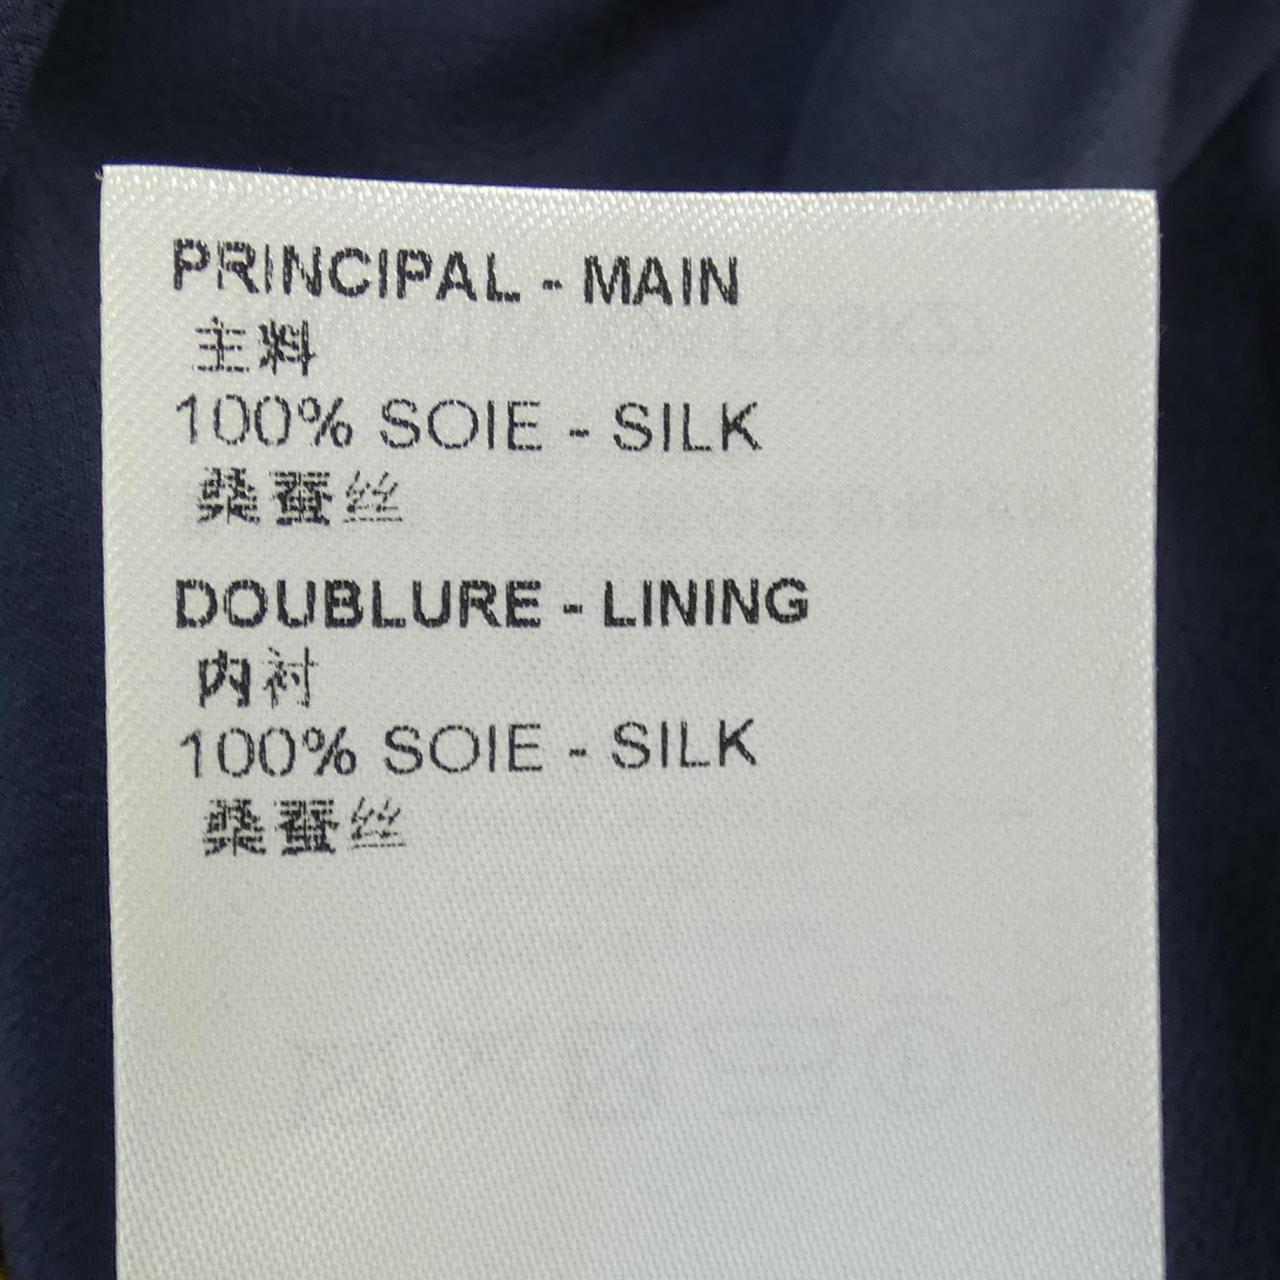 PRINCIPAL - MAIN
主料
100% SOIE - SILK
桑蚕丝
DOUBLURE - LINING
内衬
100% SOIE - SILK
桑蚕丝